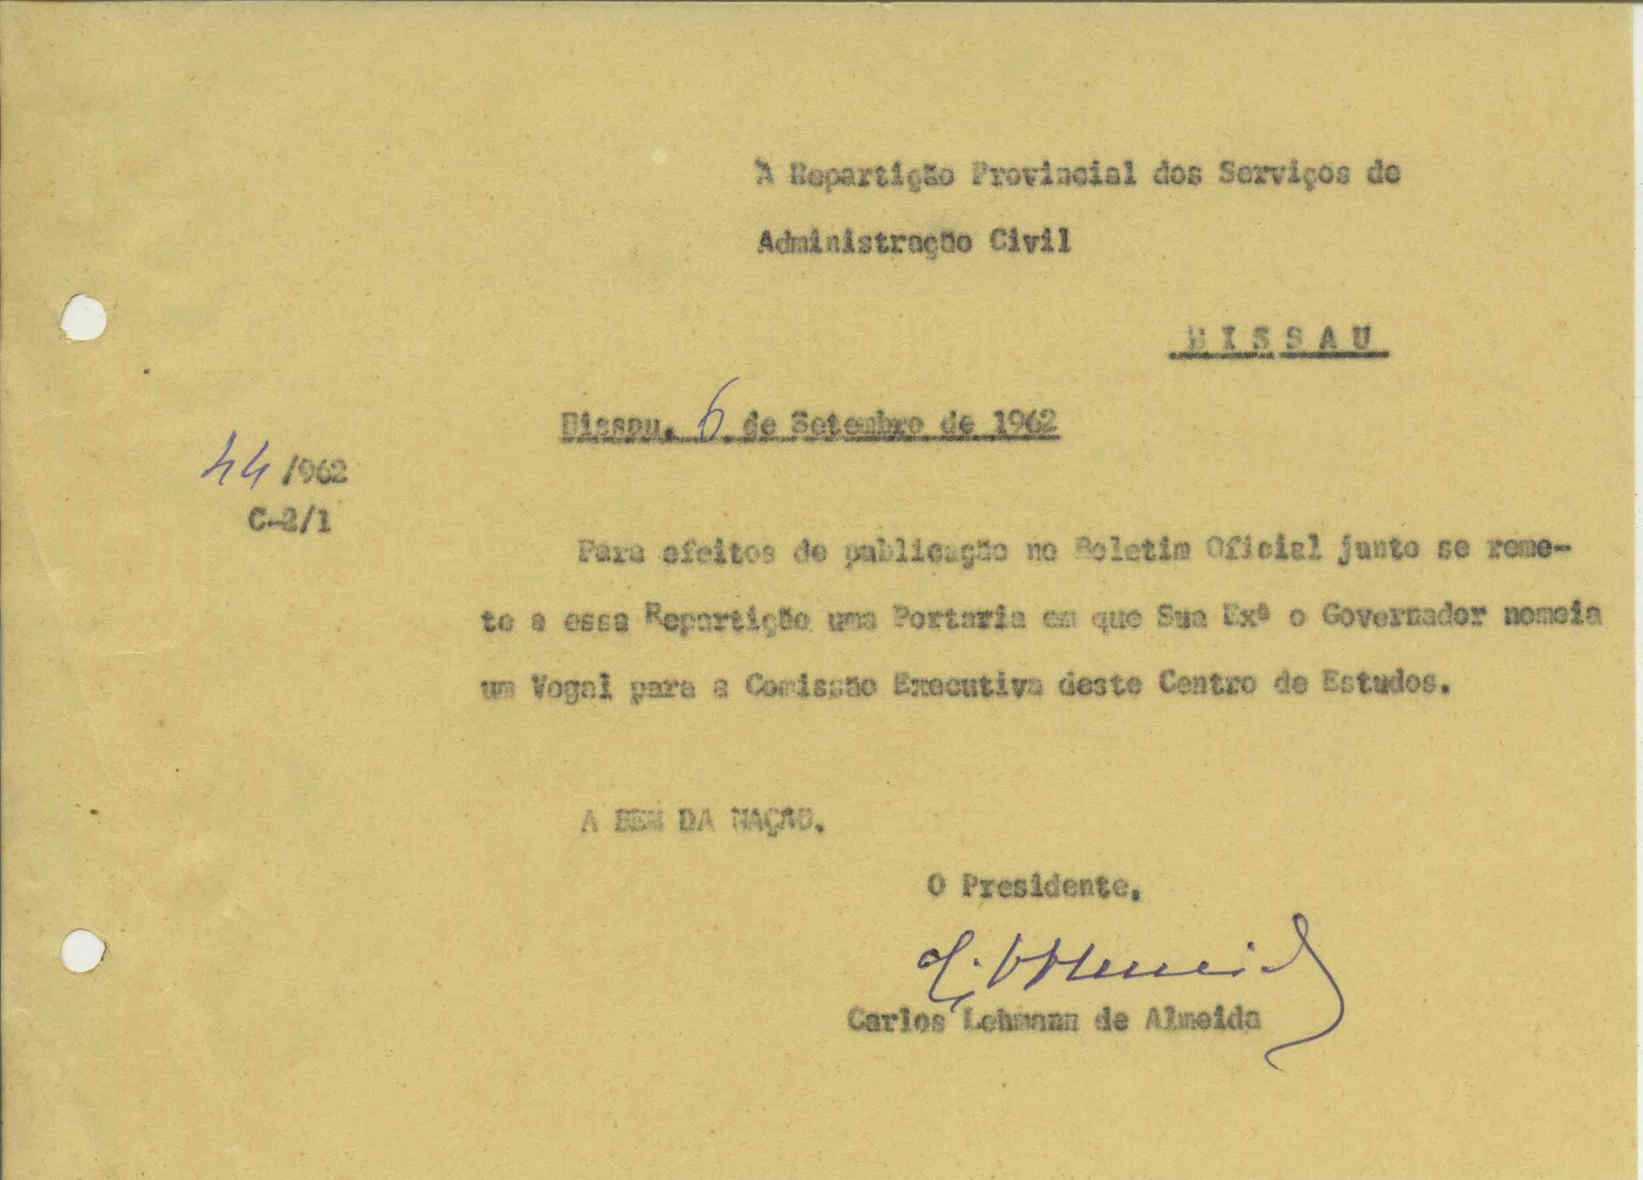 À Repartição Provincial dos Serviços de
Administração Civil
BISSAU
Bissau, 6 de Setembro de 1962
44/962
C-2/1
Para efeitos de publicação no Boletim Oficial junto se reme-
te a essa Repartição uma Portaria em que Sua Exª o Governador nomeia
um Vogal para a Comissão Executiva deste Centro de Estudos.
A BEM DA NAÇÃO.
O Presidente,
Carlos Lehmann de Almeida